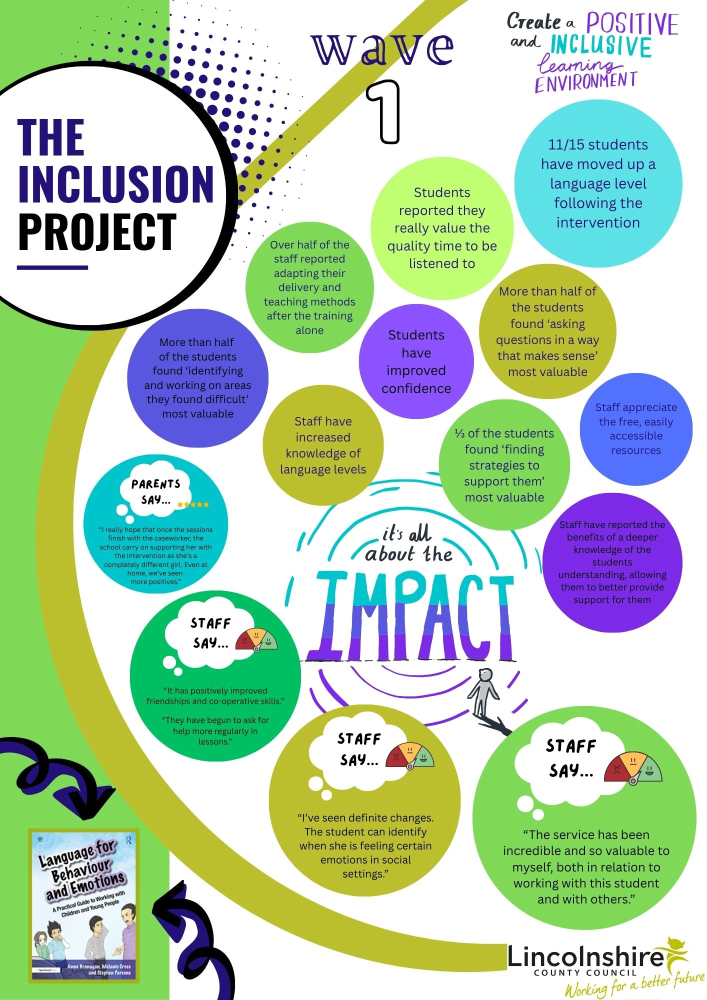 wave
1
Create a POSITIVE
and INCLUSIVE
learning
ENVIRONMENT
THE
INCLUSION
PROJECT
11/15 students
have moved up a
language level
following the
intervention
Students
reported they
really value the
quality time to be
listened to
Over half of the
staff reported
adapting their
delivery and
teaching methods
after the training
alone
More than half of
the students
found ‘asking
questions in a way
that makes sense’
most valuable
Students
have
improved
confidence
More than half
of the students
found ‘identifying
and working on areas
they found difficult’
most valuable
Staff have
increased
knowledge of
language levels
⅓ of the students
found ‘finding
strategies to
support them’
most valuable
Staff appreciate
the free, easily
accessible
resources
PARENTS
SAY...
“I really hope that once the sessions
finish with the caseworker, the
school carry on supporting her with
the intervention as she’s a
completely different girl. Even at
home, we’ve seen
more positives.”
Staff have reported the
benefits of a deeper
knowledge of the
students
understanding, allowing
them to better provide
support for them
it's all
about the
IMPACT
STAFF
SAY...
“It has positively improved
friendships and co-operative skills.”
“They have begun to ask for
help more regularly in
lessons.”
STAFF
SAY...
“I’ve seen definite changes.
The student can identify
when she is feeling certain
emotions in social
settings.”
STAFF
SAY...
“The service has been
incredible and so valuable to
myself, both in relation to
working with this student
and with others.”
R
Language for
Behaviour
and Emotions
A Practical Guide to Working with
Children and Young People
Anna Branagan, Melanie Cross
and Stephen Parsons
A Speechmark Book
Lincolnshire
COUNTY COUNCIL
Working for a better future